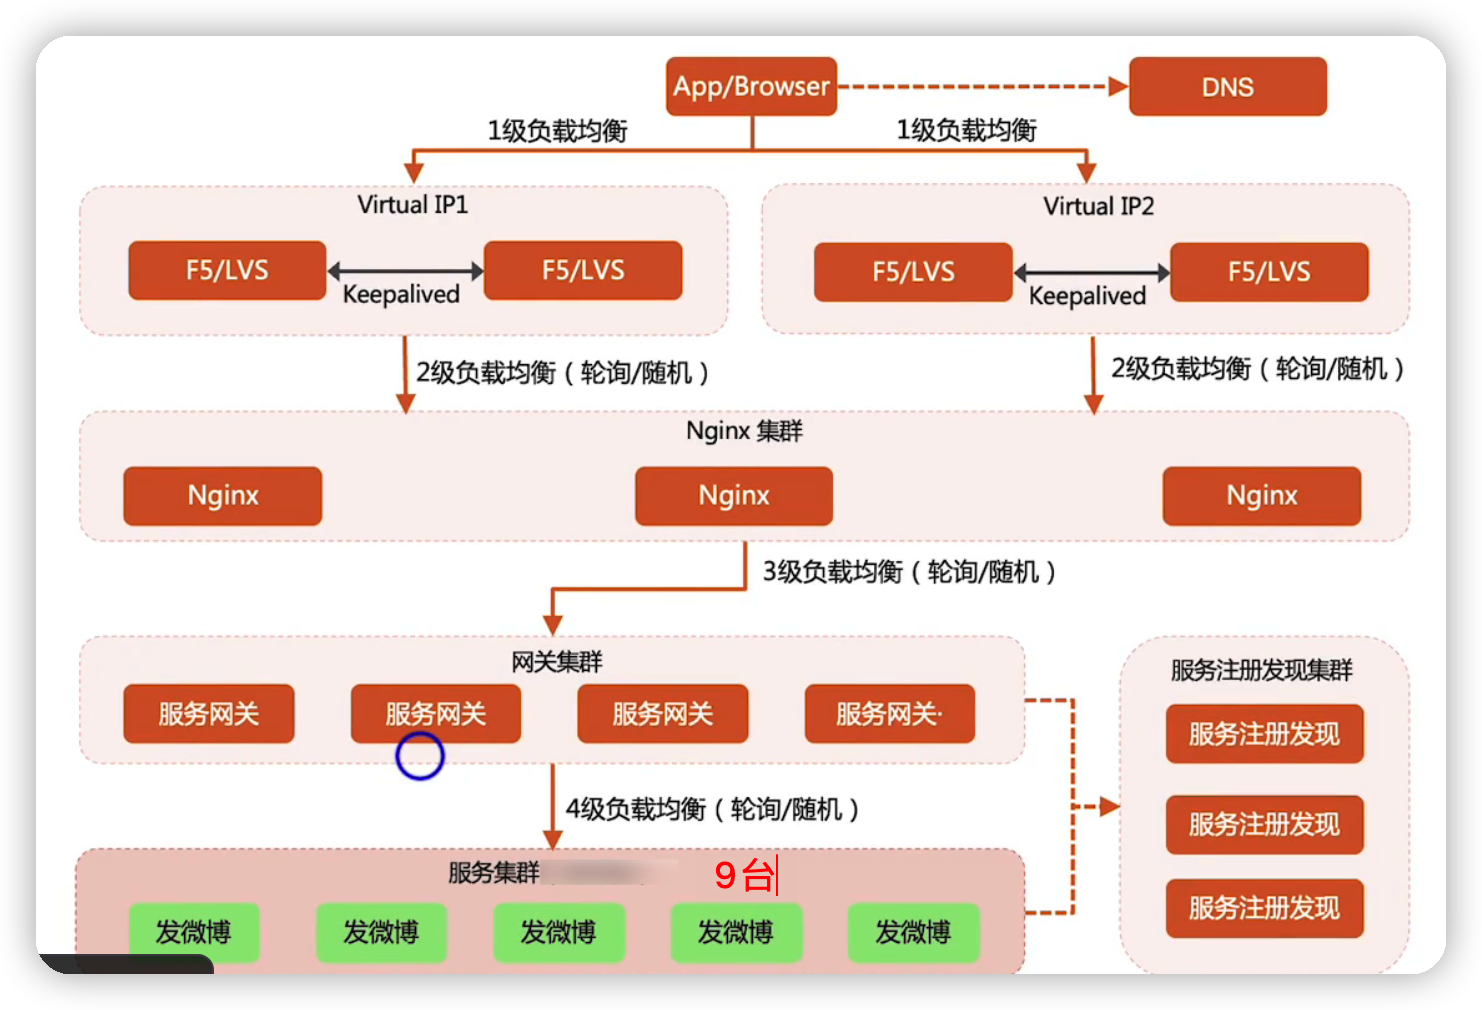 App/Browser
DNS
1级负载均衡
1级负载均衡
Virtual IP1
Virtual IP2
F5/LVS
Keepalived
F5/LVS
F5/LVS
Keepalived
F5/LVS
2级负载均衡（轮询/随机）
2级负载均衡（轮询/随机）
Nginx 集群
Nginx
Nginx
Nginx
3级负载均衡（轮询/随机）
网关集群
服务网关
服务网关
服务网关
服务网关·
服务注册发现集群
服务注册发现
服务注册发现
服务注册发现
4级负载均衡（轮询/随机）
服务集群
9台
发微博
发微博
发微博
发微博
发微博